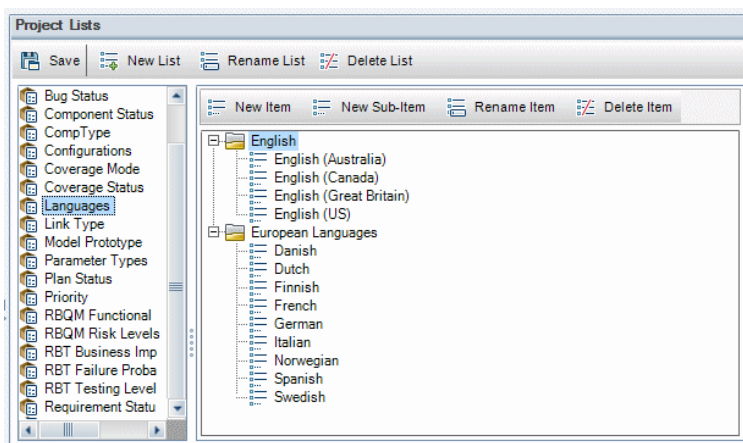 Project Lists
Save New List Rename List Delete List
Bug Status
Component Status
CompType
Configurations
Coverage Mode
Coverage Status
Languages
Link Type
Model Prototype
Parameter Types
Plan Status
Priority
RBQM Functional
RBQM Risk Levels
RBT Business Imp
RBT Failure Proba
RBT Testing Level
Requirement Statu
New Item New Sub-Item Rename Item Delete Item
English
English (Australia)
English (Canada)
English (Great Britain)
English (US)
European Languages
Danish
Dutch
Finnish
French
German
Italian
Norwegian
Spanish
Swedish